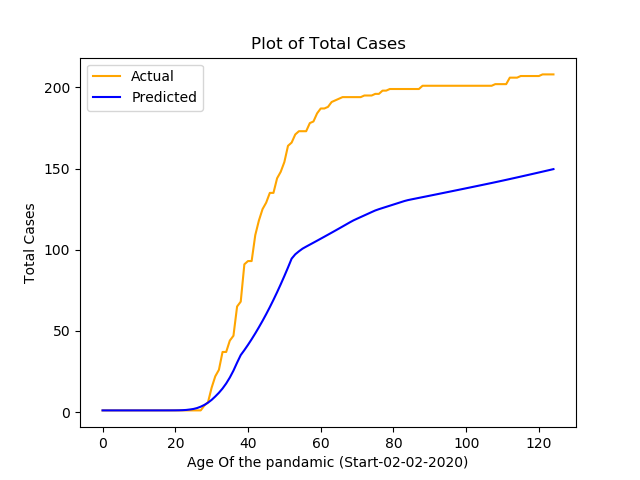 Plot of Total Cases
Actual
Predicted
200
150
100
50
0
Total Cases
0 20 40 60 80 100 120
Age Of the pandamic (Start-02-02-2020)